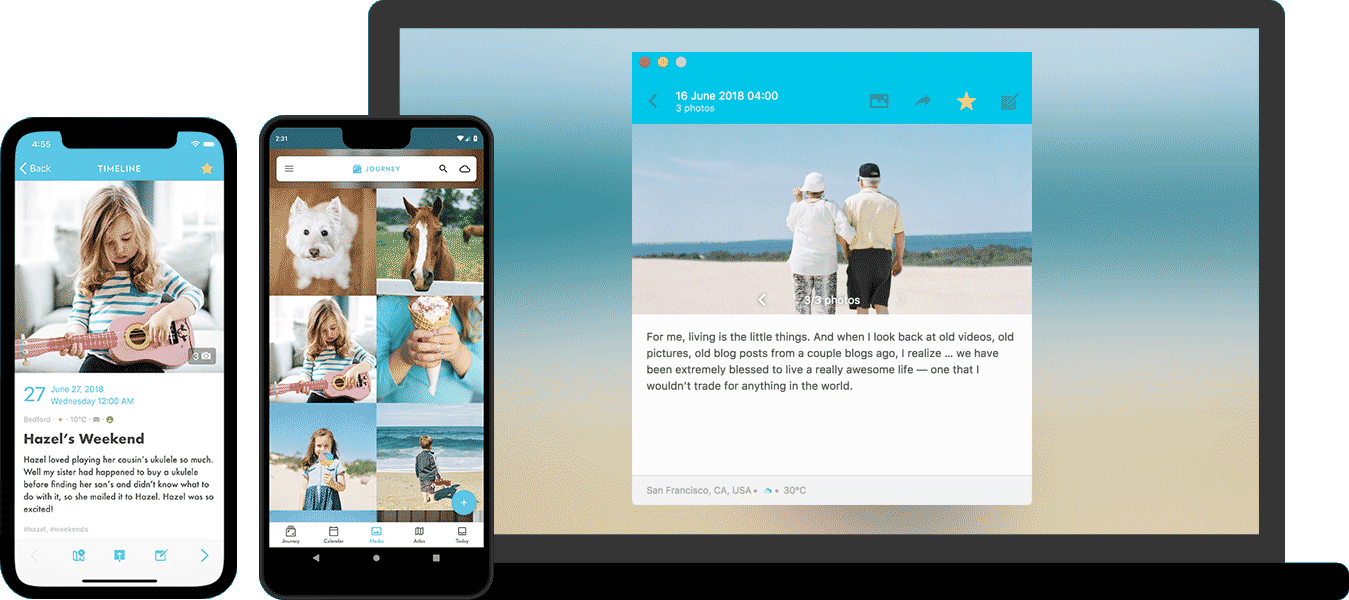 4:55
Back
TIMELINE
3
27
June 27, 2018
Wednesday 12:00 AM
Bedford · 10°C ·
Hazel's Weekend
Hazel loved playing her cousin's ukulele so much.
Well my sister had happened to buy a ukulele
before finding her son's and didn't know what to
do with it, so she mailed it to Hazel. Hazel was so
excited!
#hazel, #weekends
2:31
JOURNEY
+
Journey
Calendar
Media
Atlas
Today
16 June 2018 04:00
3 photos
3/3 photos
For me, living is the little things. And when I look back at old videos, old
pictures, old blog posts from a couple blogs ago, I realize ... we have
been extremely blessed to live a really awesome life — one that I
wouldn't trade for anything in the world.
San Francisco, CA, USA • • 30°C